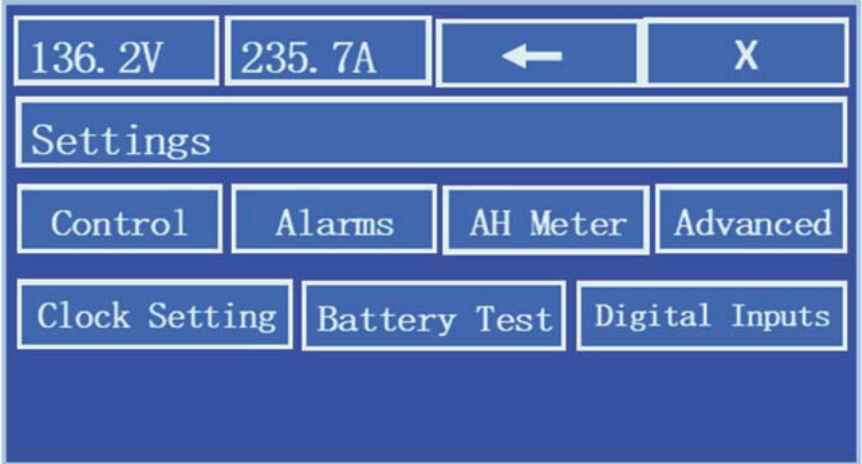 136.2V 235.7A ← X
Settings
Control Alarms AH Meter Advanced
Clock Setting Battery Test Digital Inputs